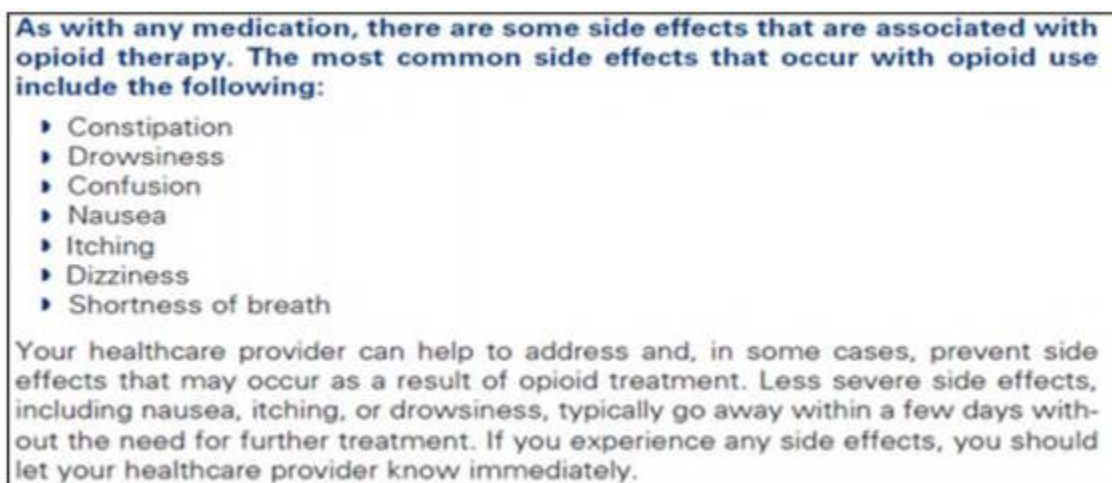 As with any medication, there are some side effects that are associated with
opioid therapy. The most common side effects that occur with opioid use
include the following:
Constipation
Drowsiness
Confusion
Nausea
Itching
Dizziness
Shortness of breath
Your healthcare provider can help to address and, in some cases, prevent side
effects that may occur as a result of opioid treatment. Less severe side effects,
including nausea, itching, or drowsiness, typically go away within a few days with-
out the need for further treatment. If you experience any side effects, you should
let your healthcare provider know immediately.